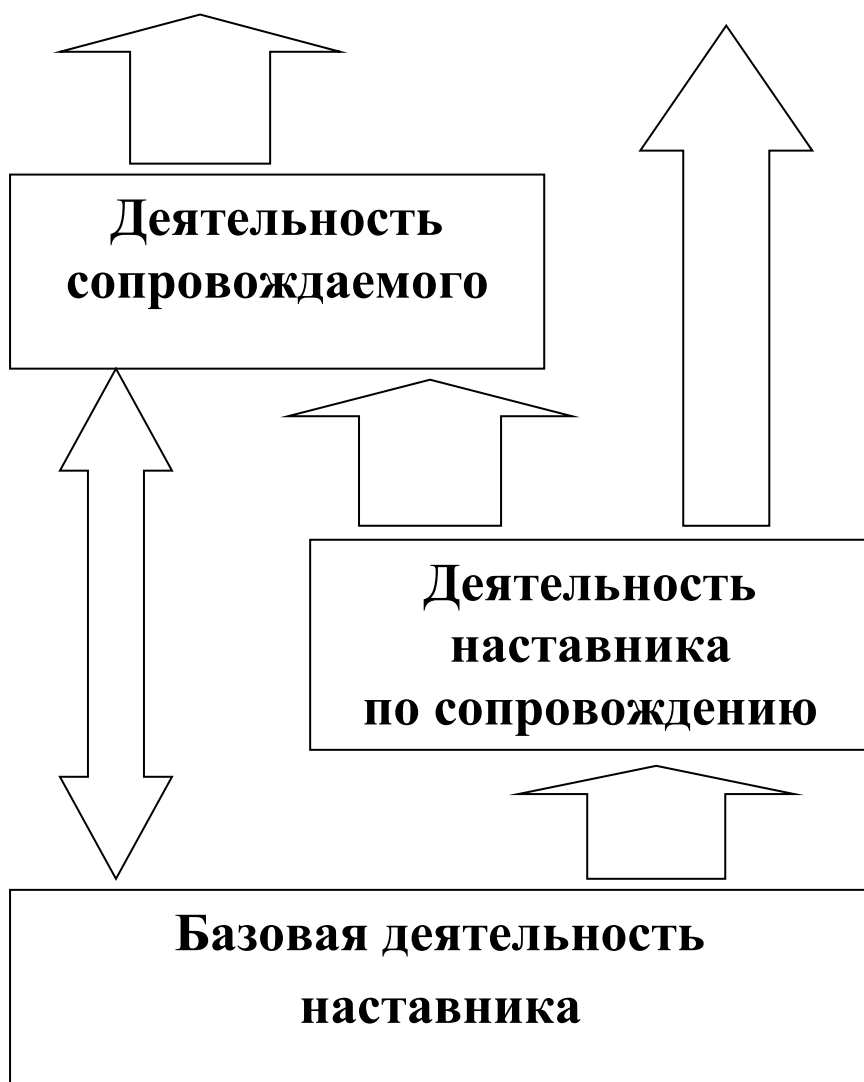 Деятельность
сопровождаемого
Деятельность
наставника
по сопровождению
Базовая деятельность
наставника